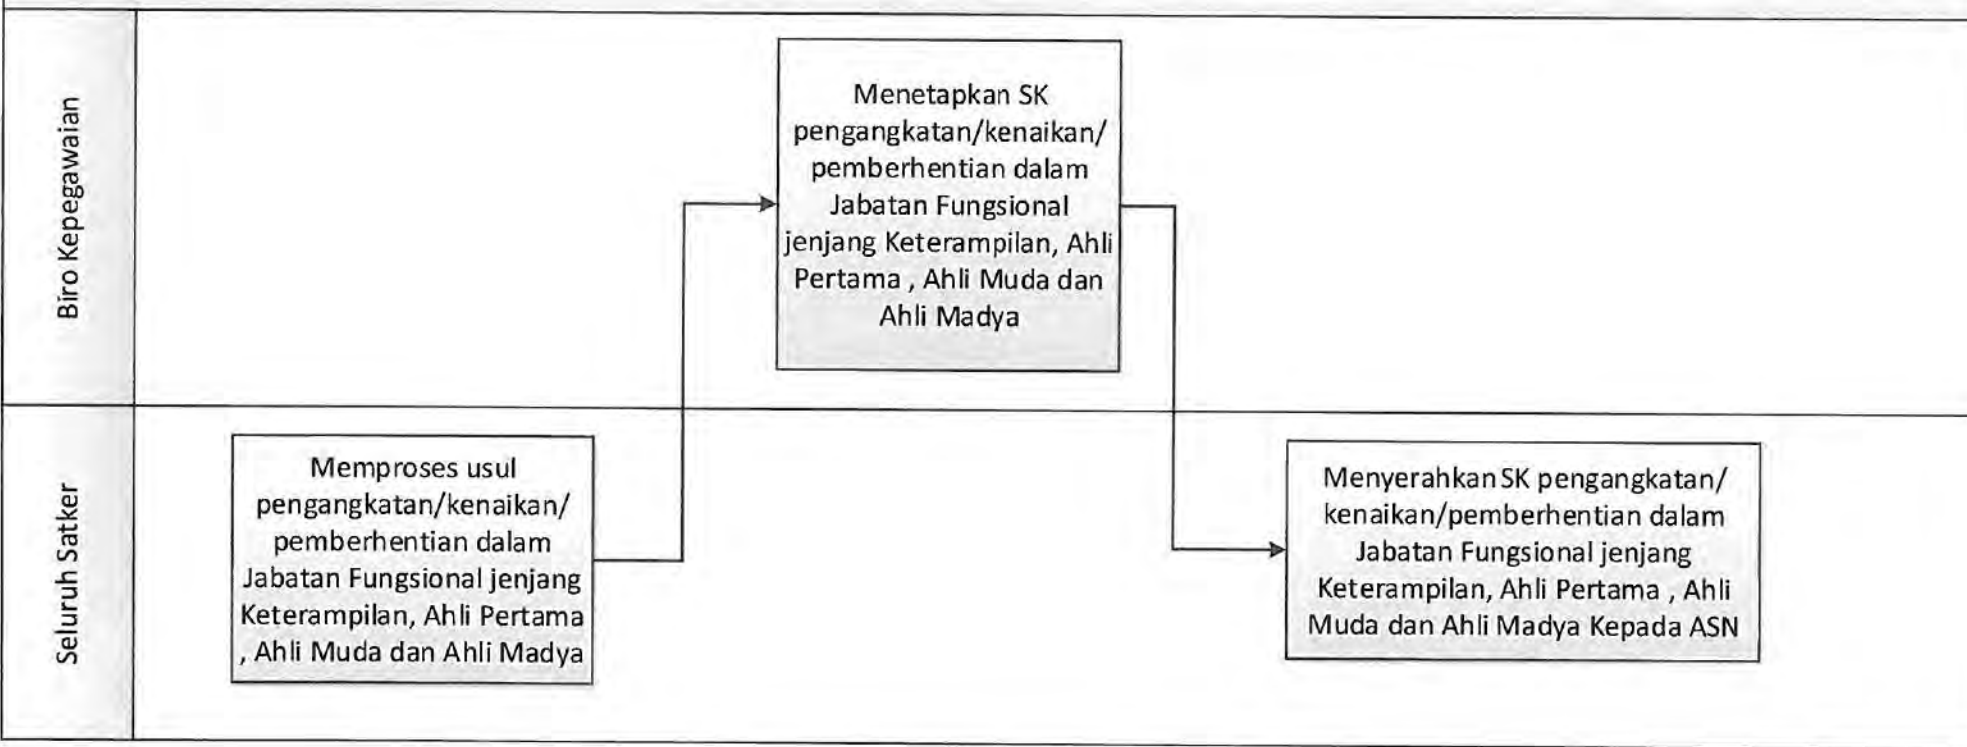 Biro Kepegawaian
Menetapkan SK
pengangkatan/kenaikan/
pemberhentian dalam
Jabatan Fungsional
jenjang Keterampilan, Ahli
Pertama , Ahli Muda dan
Ahli Madya
Seluruh Satker
Memproses usul
pengangkatan/kenaikan/
pemberhentian dalam
Jabatan Fungsional jenjang
Keterampilan, Ahli Pertama
, Ahli Muda dan Ahli Madya
Menyerahkan SK pengangkatan/
kenaikan/pemberhentian dalam
Jabatan Fungsional jenjang
Keterampilan, Ahli Pertama , Ahli
Muda dan Ahli Madya Kepada ASN